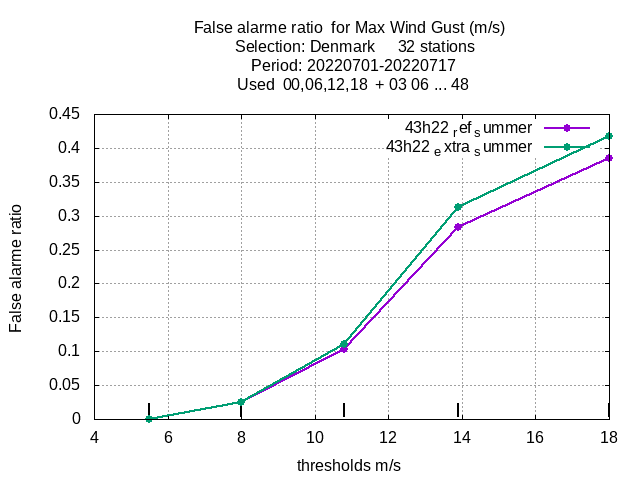 False alarme ratio for Max Wind Gust (m/s)
Selection: Denmark 32 stations
Period: 20220701-20220717
Used 00,06,12,18 + 03 06 ... 48
0.45
0.4
0.35
0.3
0.25
0.2
0.15
0.1
0.05
0
False alarme ratio
43h22 ref summer
43h22 extra summer
4 6 8 10 12 14 16 18
thresholds m/s